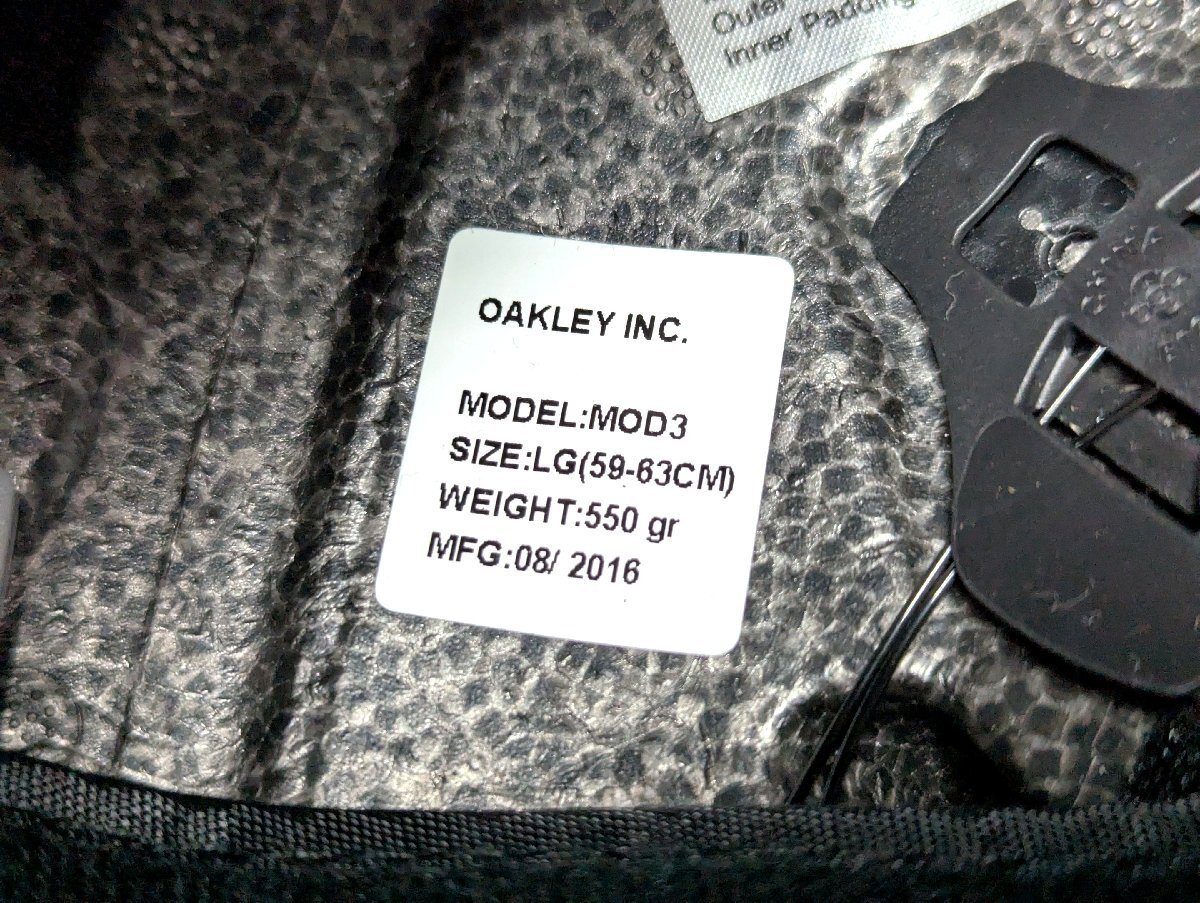 Outer
Inner Padding
OAKLEY INC.
MODEL:MOD3
SIZE:LG(59-63CM)
WEIGHT:550 gr
MFG:08/ 2016